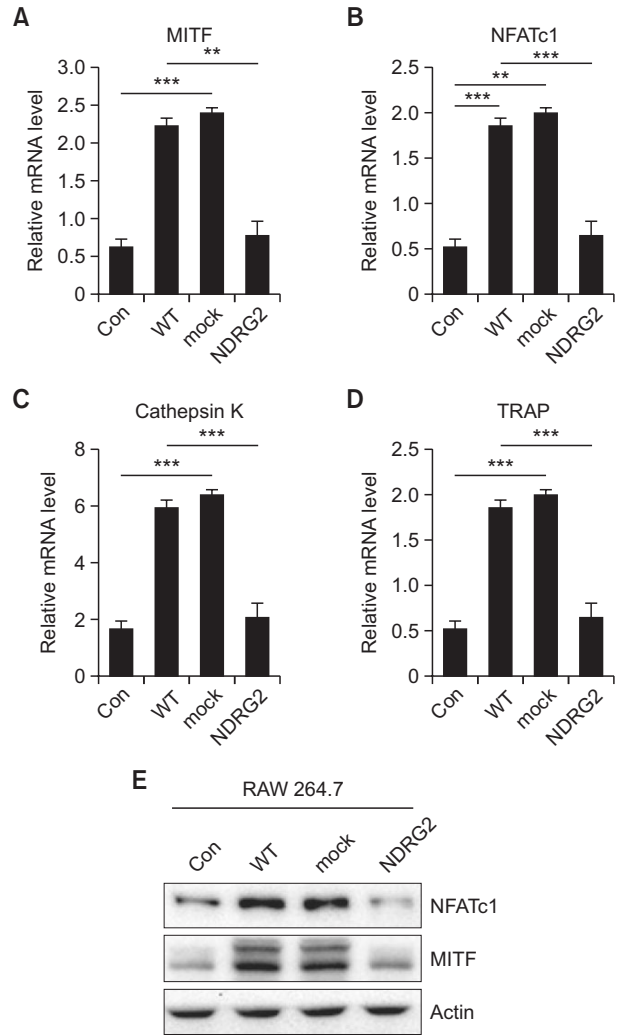 A
MITF
**
***
Relative mRNA level
3.0
2.5
2.0
1.5
1.0
0.5
0
Con
WT
mock
NDRG2
B
NFATc1
***
**
***
Relative mRNA level
2.5
2.0
1.5
1.0
0.5
0
Con
WT
mock
NDRG2
C
Cathepsin K
***
***
Relative mRNA level
8
6
4
2
0
Con
WT
mock
NDRG2
D
TRAP
***
***
Relative mRNA level
2.5
2.0
1.5
1.0
0.5
0
Con
WT
mock
NDRG2
E
RAW 264.7
Con
WT
mock
NDRG2
NFATc1
MITF
Actin